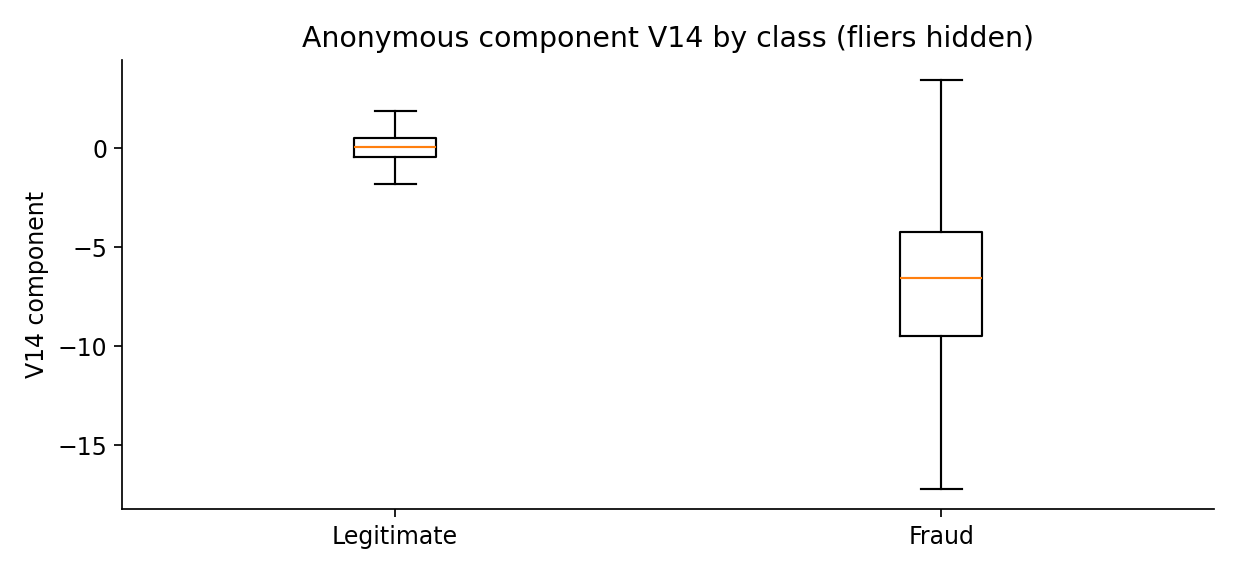 Anonymous component V14 by class (fliers hidden)
V14 component
0
−5
−10
−15
Legitimate
Fraud